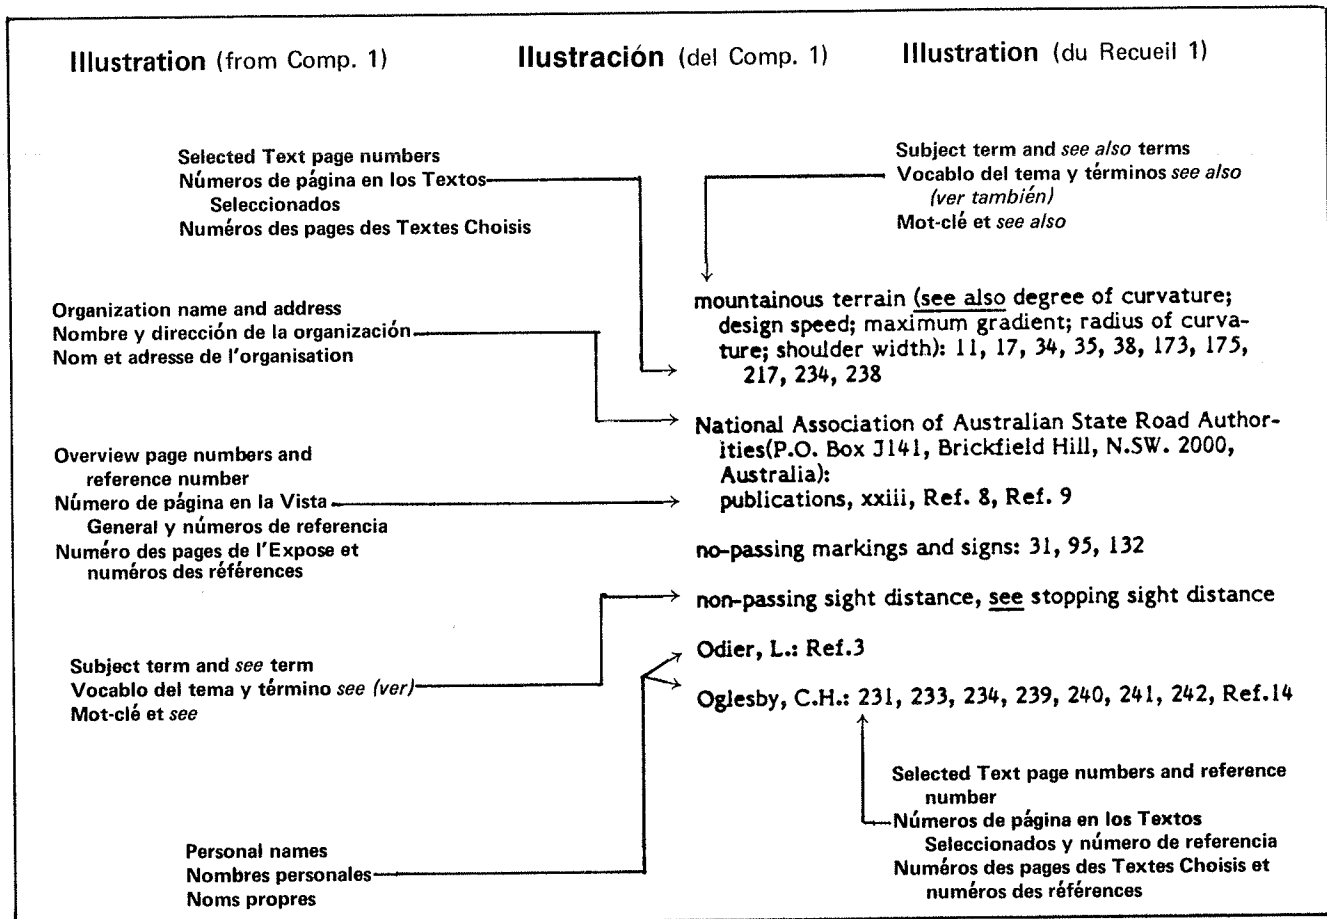 Illustration (from Comp. 1)
Ilustración (del Comp. 1)
Illustration (du Recueil 1)
Selected Text page numbers
Números de página en los Textos
Seleccionados
Numéros des pages des Textes Choisis
Subject term and see also terms
Vocablo del tema y términos see also
(ver también)
Mot-clé et see also
Organization name and address
Nombre y dirección de la organización
Nom et adresse de l'organisation
mountainous terrain (see also degree of curvature;
design speed; maximum gradient; radius of curva-
ture; shoulder width): 11, 17, 34, 35, 38, 173, 175,
217, 234, 238
National Association of Australian State Road Author-
ities(P.O. Box J141, Brickfield Hill, N.SW. 2000,
Australia):
publications, xxiii, Ref. 8, Ref. 9
Overview page numbers and
reference number
Número de página en la Vista
General y números de referencia
Numéro des pages de l'Expose et
numéros des références
no-passing markings and signs: 31, 95, 132
non-passing sight distance, see stopping sight distance
Subject term and see term
Vocablo del tema y término see (ver)
Mot-clé et see
Odier, L.: Ref.3
Oglesby, C.H.: 231, 233, 234, 239, 240, 241, 242, Ref.14
Selected Text page numbers and reference
number
Números de página en los Textos
Seleccionados y número de referencia
Numéros des pages des Textes Choisis et
numéros des références
Personal names
Nombres personales
Noms propres